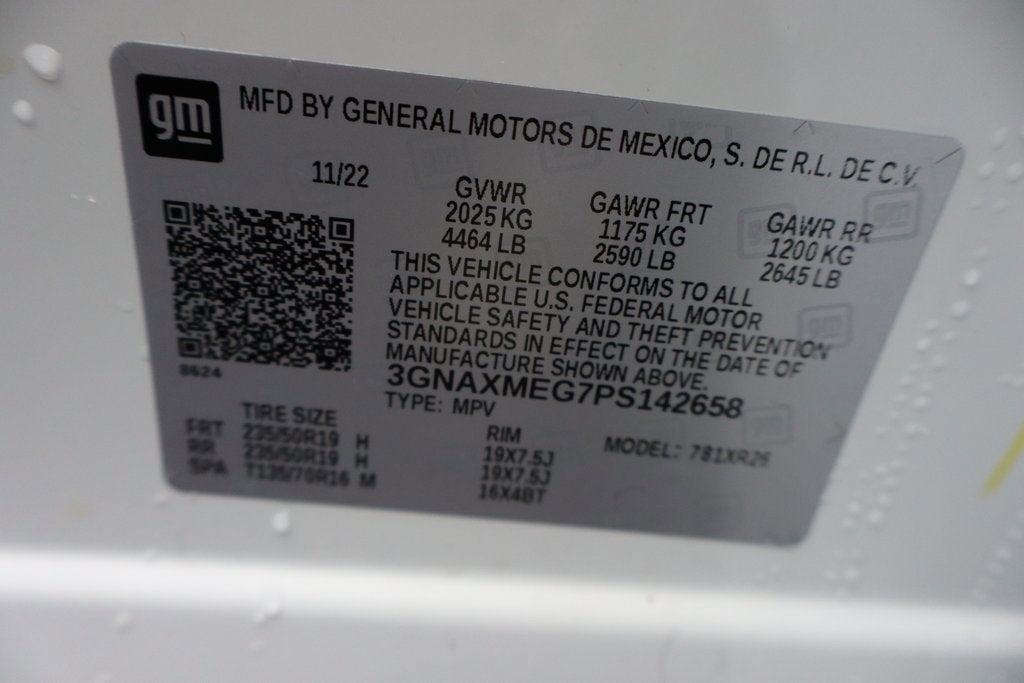 gm
MFD BY GENERAL MOTORS DE MEXICO, S. DE R.L. DE C.V.
11/22
GVWR GAWR FRT GAWR RR
2025 KG 1175 KG 1200 KG
4464 LB 2590 LB 2645 LB
THIS VEHICLE CONFORMS TO ALL
APPLICABLE U.S. FEDERAL MOTOR
VEHICLE SAFETY AND THEFT PREVENTION
STANDARDS IN EFFECT ON THE DATE OF
MANUFACTURE SHOWN ABOVE.
8624
3GNAXMEG7PS142658
TYPE: MPV
TIRE SIZE RIM MODEL: 781XR26
FRT 235/50R19 H 19X7.5J
RR 235/50R19 H 19X7.5J
SPA T135/70R16 M 16X4BT